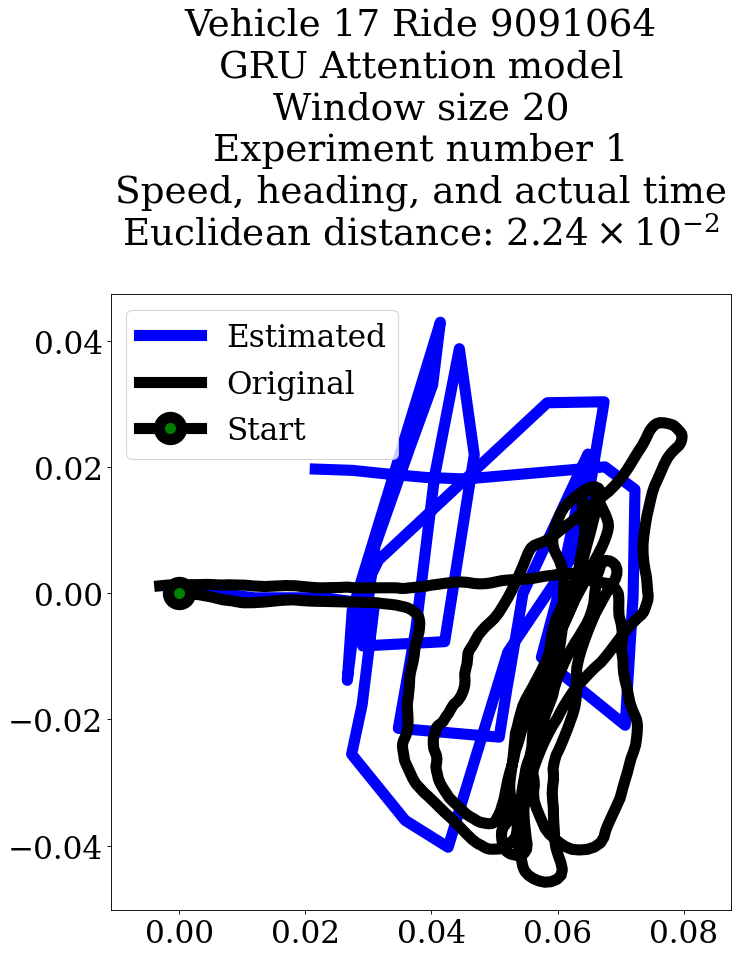 Vehicle 17 Ride 9091064
GRU Attention model
Window size 20
Experiment number 1
Speed, heading, and actual time
Euclidean distance: 2.24 × 10⁻²
Estimated
Original
Start
0.04
0.02
0.00
−0.02
−0.04
0.00 0.02 0.04 0.06 0.08